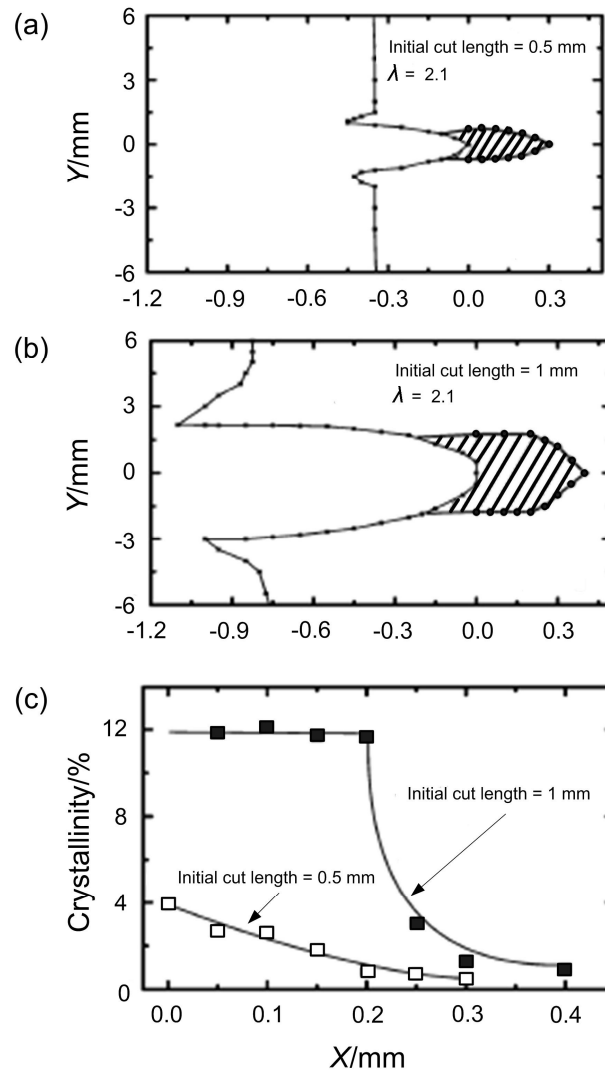 (a)
6
3
0
-3
-6
Y/mm
Initial cut length = 0.5 mm
λ = 2.1
-1.2 -0.9 -0.6 -0.3 0.0 0.3
(b)
6
3
0
-3
-6
Y/mm
Initial cut length = 1 mm
λ = 2.1
-1.2 -0.9 -0.6 -0.3 0.0 0.3
(c)
12
8
4
0
Crystallinity/%
Initial cut length = 1 mm
Initial cut length = 0.5 mm
0.0 0.1 0.2 0.3 0.4
X/mm